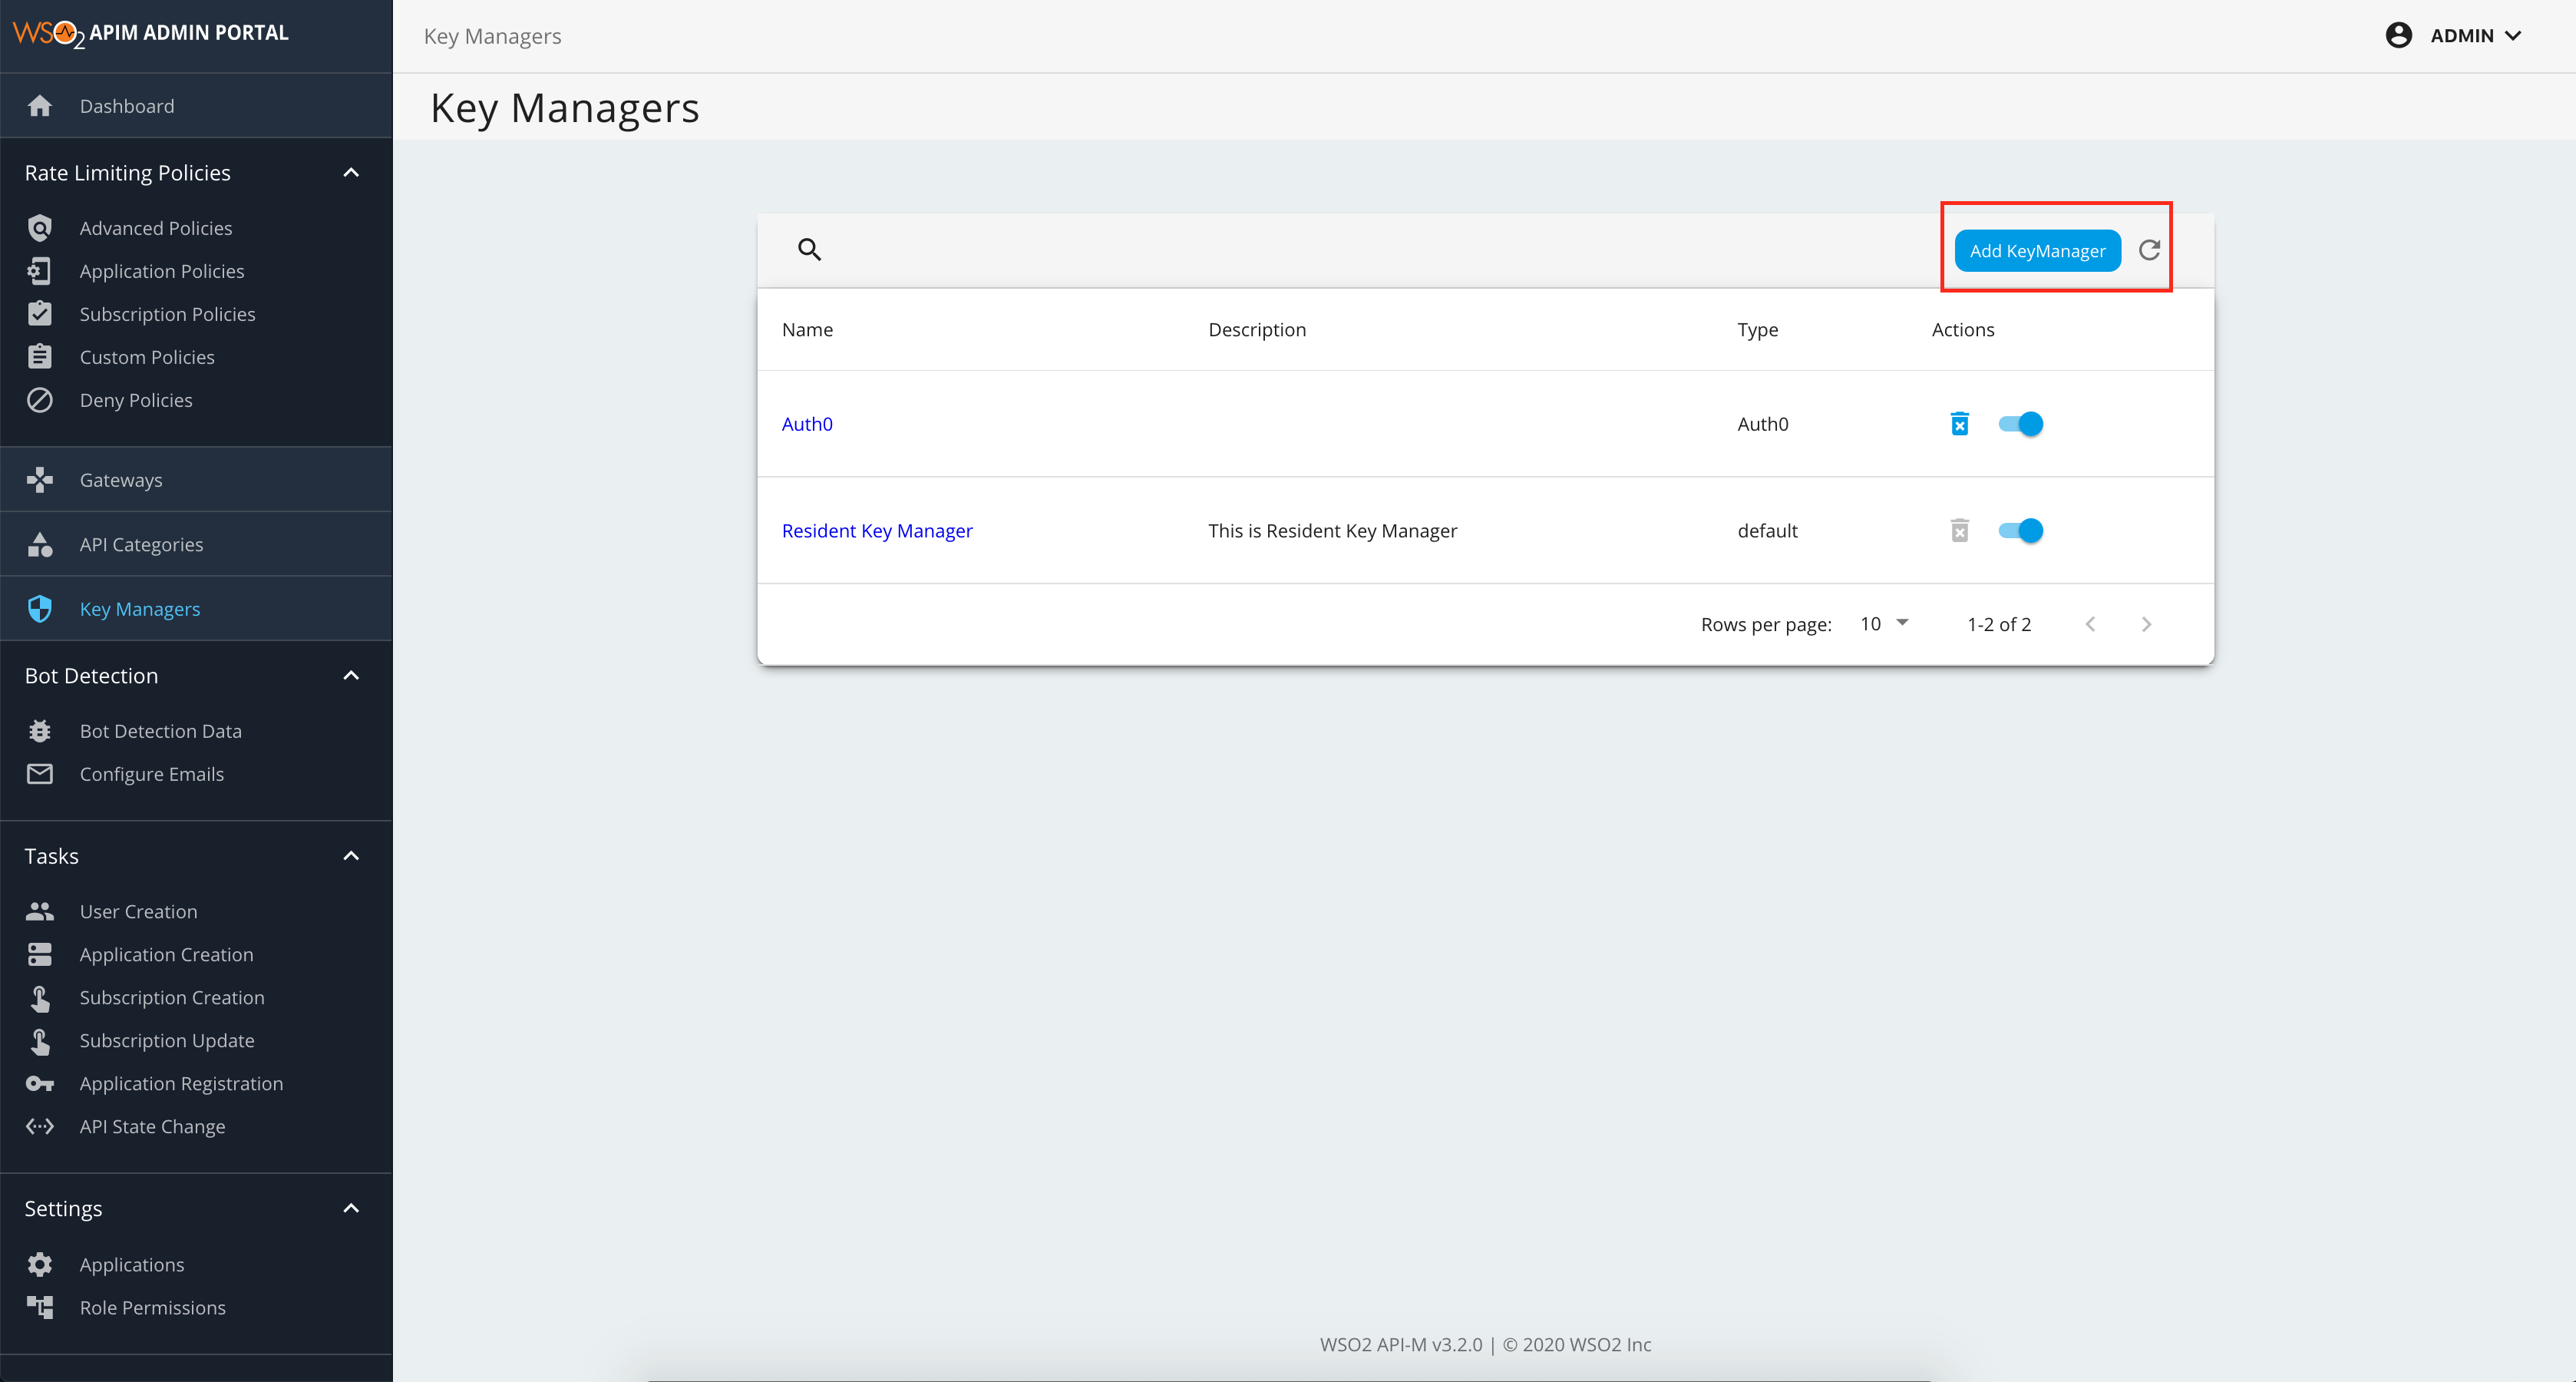 WSO2 APIM ADMIN PORTAL
Key Managers
ADMIN
Key Managers
Dashboard
Rate Limiting Policies
Advanced Policies
Application Policies
Subscription Policies
Custom Policies
Deny Policies
Gateways
API Categories
Key Managers
Bot Detection
Bot Detection Data
Configure Emails
Tasks
User Creation
Application Creation
Subscription Creation
Subscription Update
Application Registration
API State Change
Settings
Applications
Role Permissions
Add KeyManager
Name Description Type Actions
Auth0 Auth0
Resident Key Manager This is Resident Key Manager default
Rows per page: 10 1-2 of 2
WSO2 API-M v3.2.0 | © 2020 WSO2 Inc